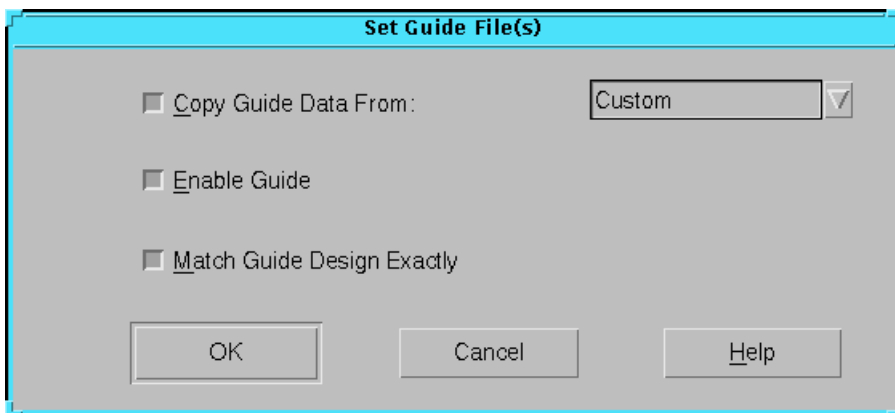 Set Guide File(s)
Copy Guide Data From: Custom
Enable Guide
Match Guide Design Exactly
OK Cancel Help